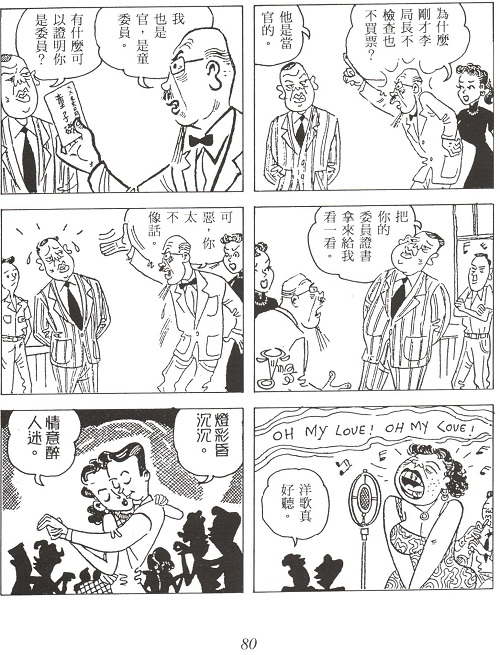 為什麼
剛才李
局長不
檢查也
不買票?
他是當
官的。
我
也是
官,是童
委員。
有什麼可
以證明你
是委員?
把
你的
委員證書
拿來給我
看一看。
可
惡,你
太
不
像話。
OH MY LOVE! OH MY LOVE!
洋歌真
好聽。
燈彩昏
沉沉。
情意醉
人迷。
80